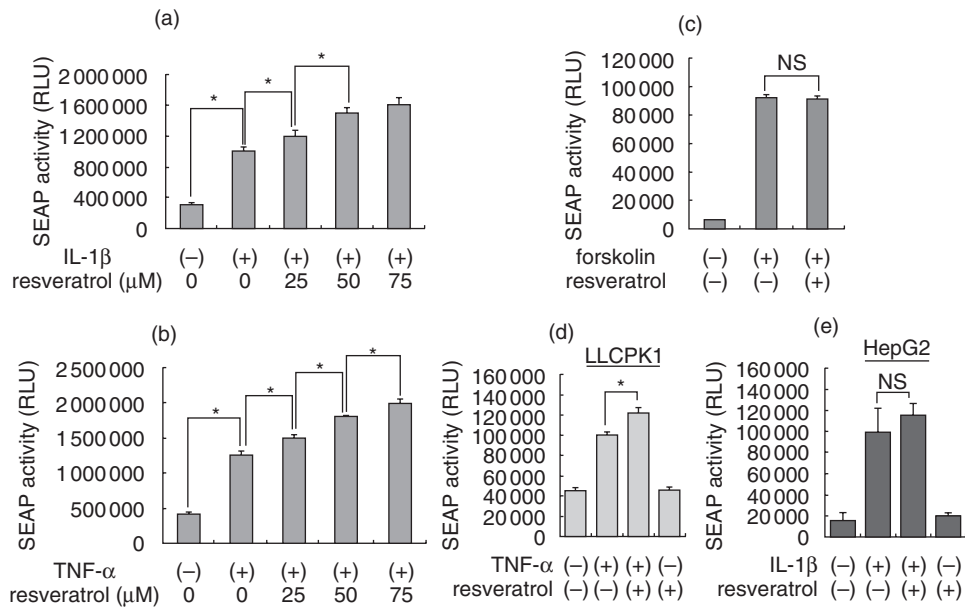 (a)
SEAP activity (RLU)
2 000 000
1 600 000
1 200 000
800 000
400 000
0
* * *
IL-1β (–) (+) (+) (+) (+)
resveratrol (μM) 0 0 25 50 75
(c)
SEAP activity (RLU)
120 000
100 000
80 000
60 000
40 000
20 000
0
NS
forskolin (–) (+) (+)
resveratrol (–) (–) (+)
(b)
SEAP activity (RLU)
2 500 000
2 000 000
1 500 000
1 000 000
500 000
0
* * * *
TNF-α (–) (+) (+) (+) (+)
resveratrol (μM) 0 0 25 50 75
(d)
LLCPK1
SEAP activity (RLU)
160 000
140 000
120 000
100 000
80 000
60 000
40 000
20 000
0
*
TNF-α (–) (+) (+) (–)
resveratrol (–) (–) (+) (+)
(e)
HepG2
SEAP activity (RLU)
160 000
140 000
120 000
100 000
80 000
60 000
40 000
20 000
0
NS
IL-1β (–) (+) (+) (–)
resveratrol (–) (–) (+) (+)